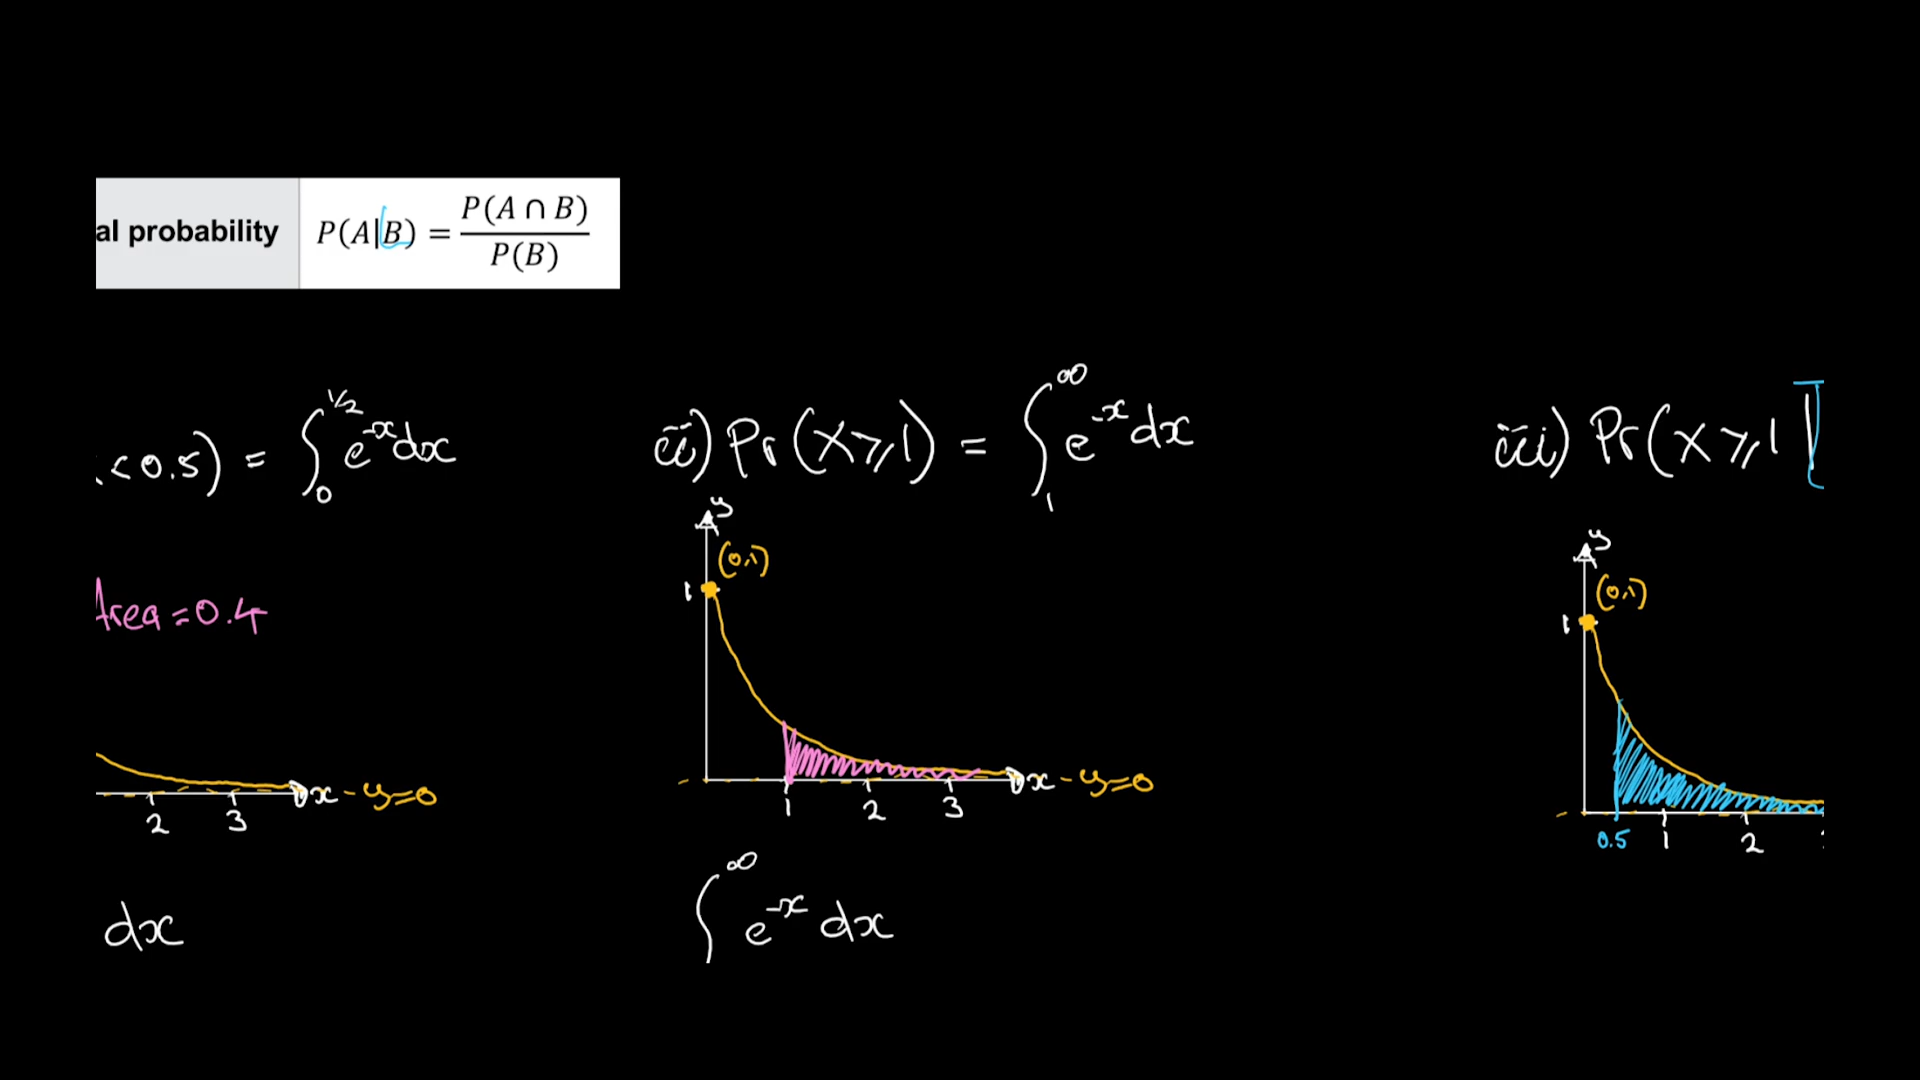 al probability
P(A|B) = P(A ∩ B) / P(B)
< 0.5) = ∫₀^{1/2} e^{-x} dx
Area = 0.4
2 3 x - y=0
dx
ii) Pr(X ⩾ 1) = ∫₁^∞ e^{-x} dx
y
(0,1)
1
x - y=0
1 2 3
∫^∞ e^{-x} dx
iii) Pr(X ⩾ 1 |
y
(0,1)
1
0.5 1 2